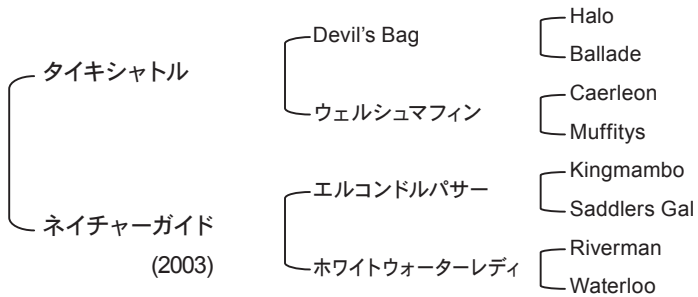 タイキシャトル
Devil's Bag
Halo
Ballade
ウェルシュマフィン
Caerleon
Muffitys
ネイチャーガイド
(2003)
エルコンドルパサー
Kingmambo
Saddlers Gal
ホワイトウォーターレディ
Riverman
Waterloo